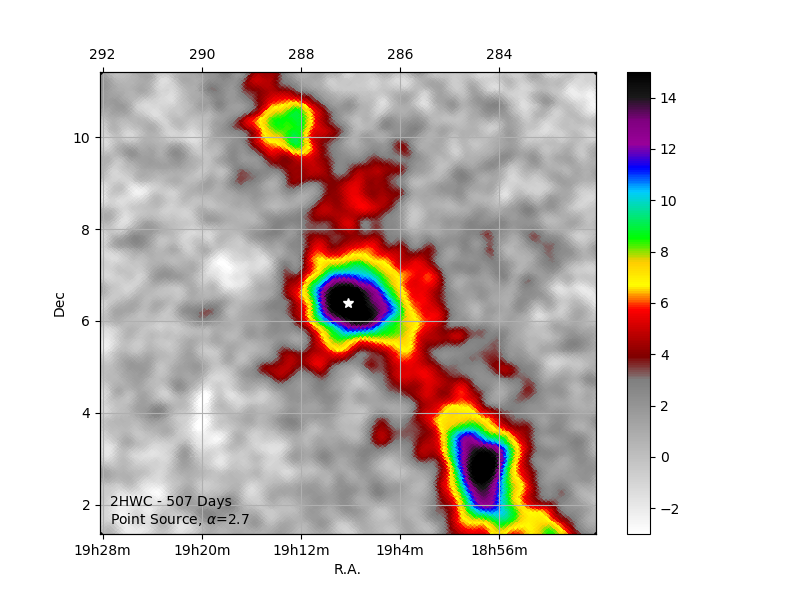 292 290 288 286 284
10
8
6
4
2
Dec
2HWC - 507 Days
Point Source, α=2.7
19h28m 19h20m 19h12m 19h4m 18h56m
R.A.
14
12
10
8
6
4
2
0
−2